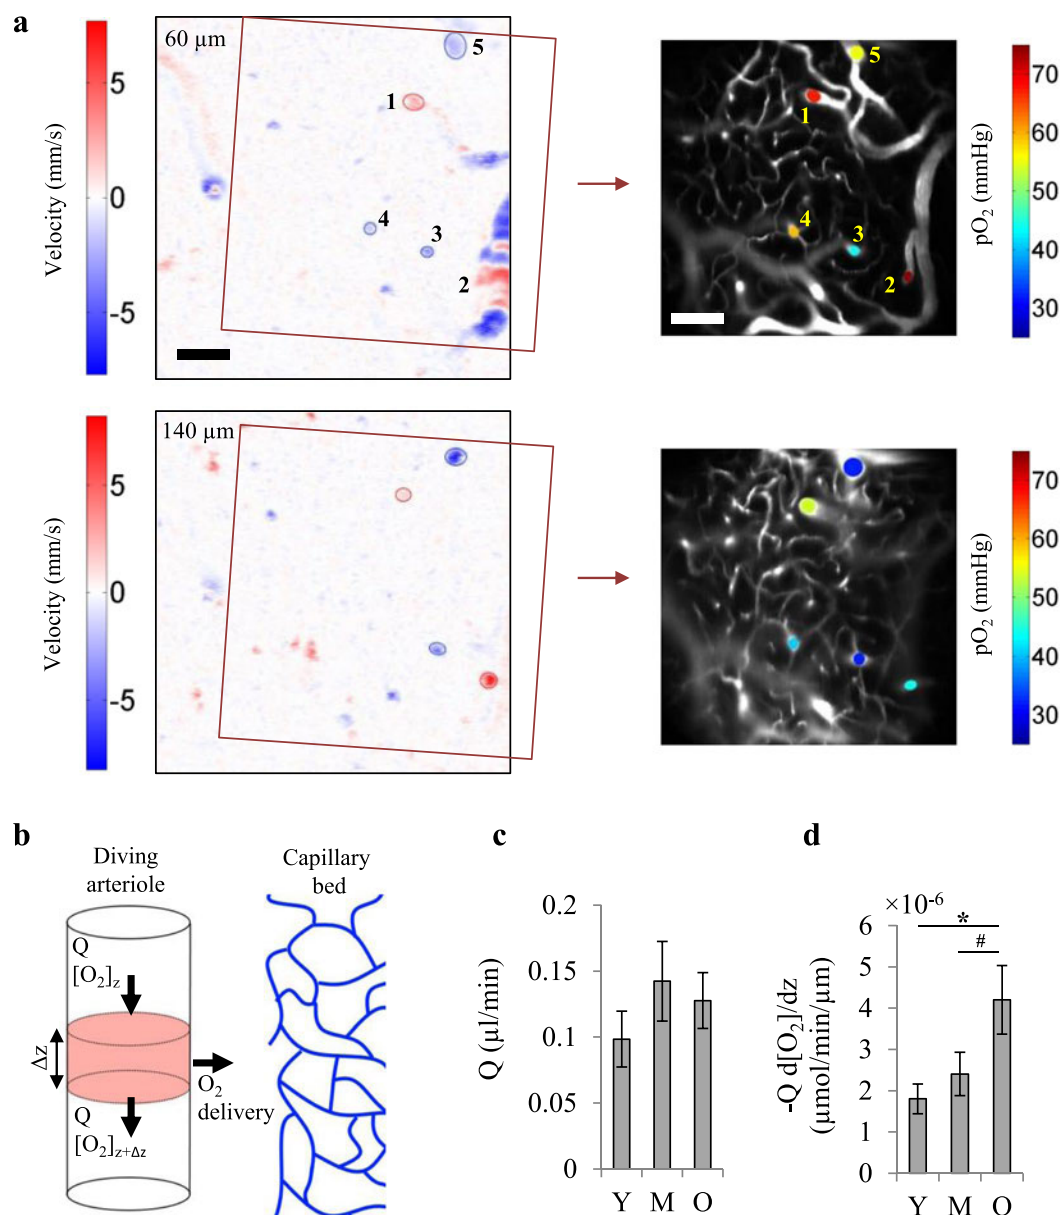 a
Velocity (mm/s)
5
0
-5
60 µm
5
1
4
3
2
5
1
4
3
2
pO2 (mmHg)
70
60
50
40
30
Velocity (mm/s)
5
0
-5
140 µm
pO2 (mmHg)
70
60
50
40
30
b
Diving
arteriole
Capillary
bed
Q
[O2]z
Δz
O2
delivery
Q
[O2]z+Δz
c
Q (µl/min)
0.2
0.15
0.1
0.05
0
Y M O
d
×10-6
-Q d[O2]/dz
(µmol/min/µm)
6
5
4
3
2
1
0
*
#
Y M O